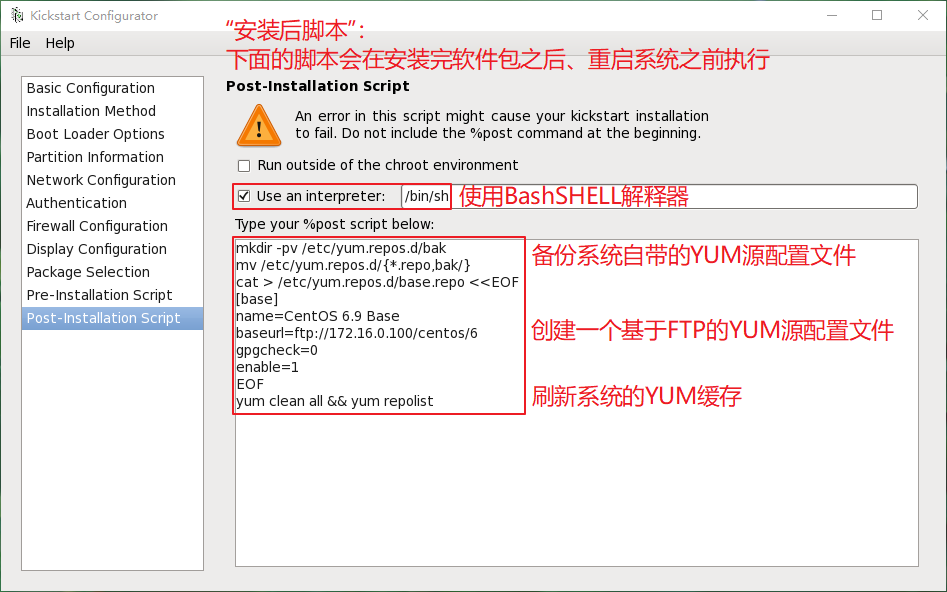 Kickstart Configurator
File Help
“安装后脚本”：
下面的脚本会在安装完软件包之后、重启系统之前执行
Basic Configuration
Installation Method
Boot Loader Options
Partition Information
Network Configuration
Authentication
Firewall Configuration
Display Configuration
Package Selection
Pre-Installation Script
Post-Installation Script
Post-Installation Script
An error in this script might cause your kickstart installation
to fail. Do not include the %post command at the beginning.
Run outside of the chroot environment
Use an interpreter: /bin/sh 使用BashSHELL解释器
Type your %post script below:
mkdir -pv /etc/yum.repos.d/bak
mv /etc/yum.repos.d/{*.repo,bak/}
cat > /etc/yum.repos.d/base.repo <<EOF
[base]
name=CentOS 6.9 Base
baseurl=ftp://172.16.0.100/centos/6
gpgcheck=0
enable=1
EOF
yum clean all && yum repolist
备份系统自带的YUM源配置文件
创建一个基于FTP的YUM源配置文件
刷新系统的YUM缓存